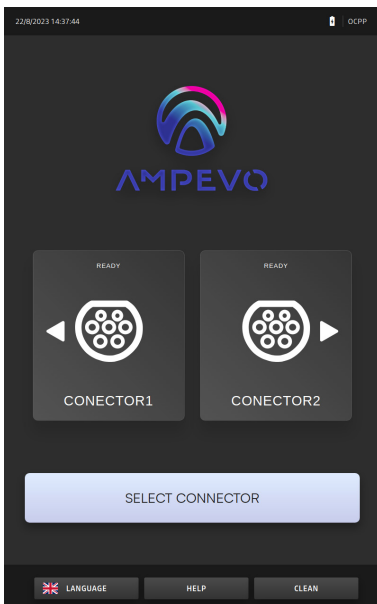 22/8/2023 14:37:44
OCPP
AMPEVO
READY
READY
CONECTOR1
CONECTOR2
SELECT CONNECTOR
LANGUAGE
HELP
CLEAN